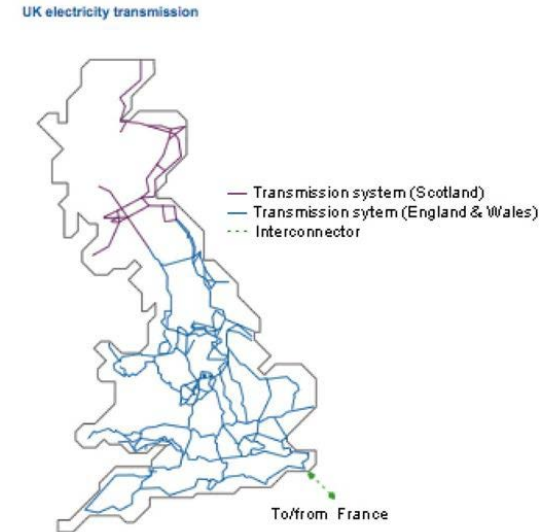 UK electricity transmission
Transmission system (Scotland)
Transmission sytem (England & Wales)
Interconnector
To/from France